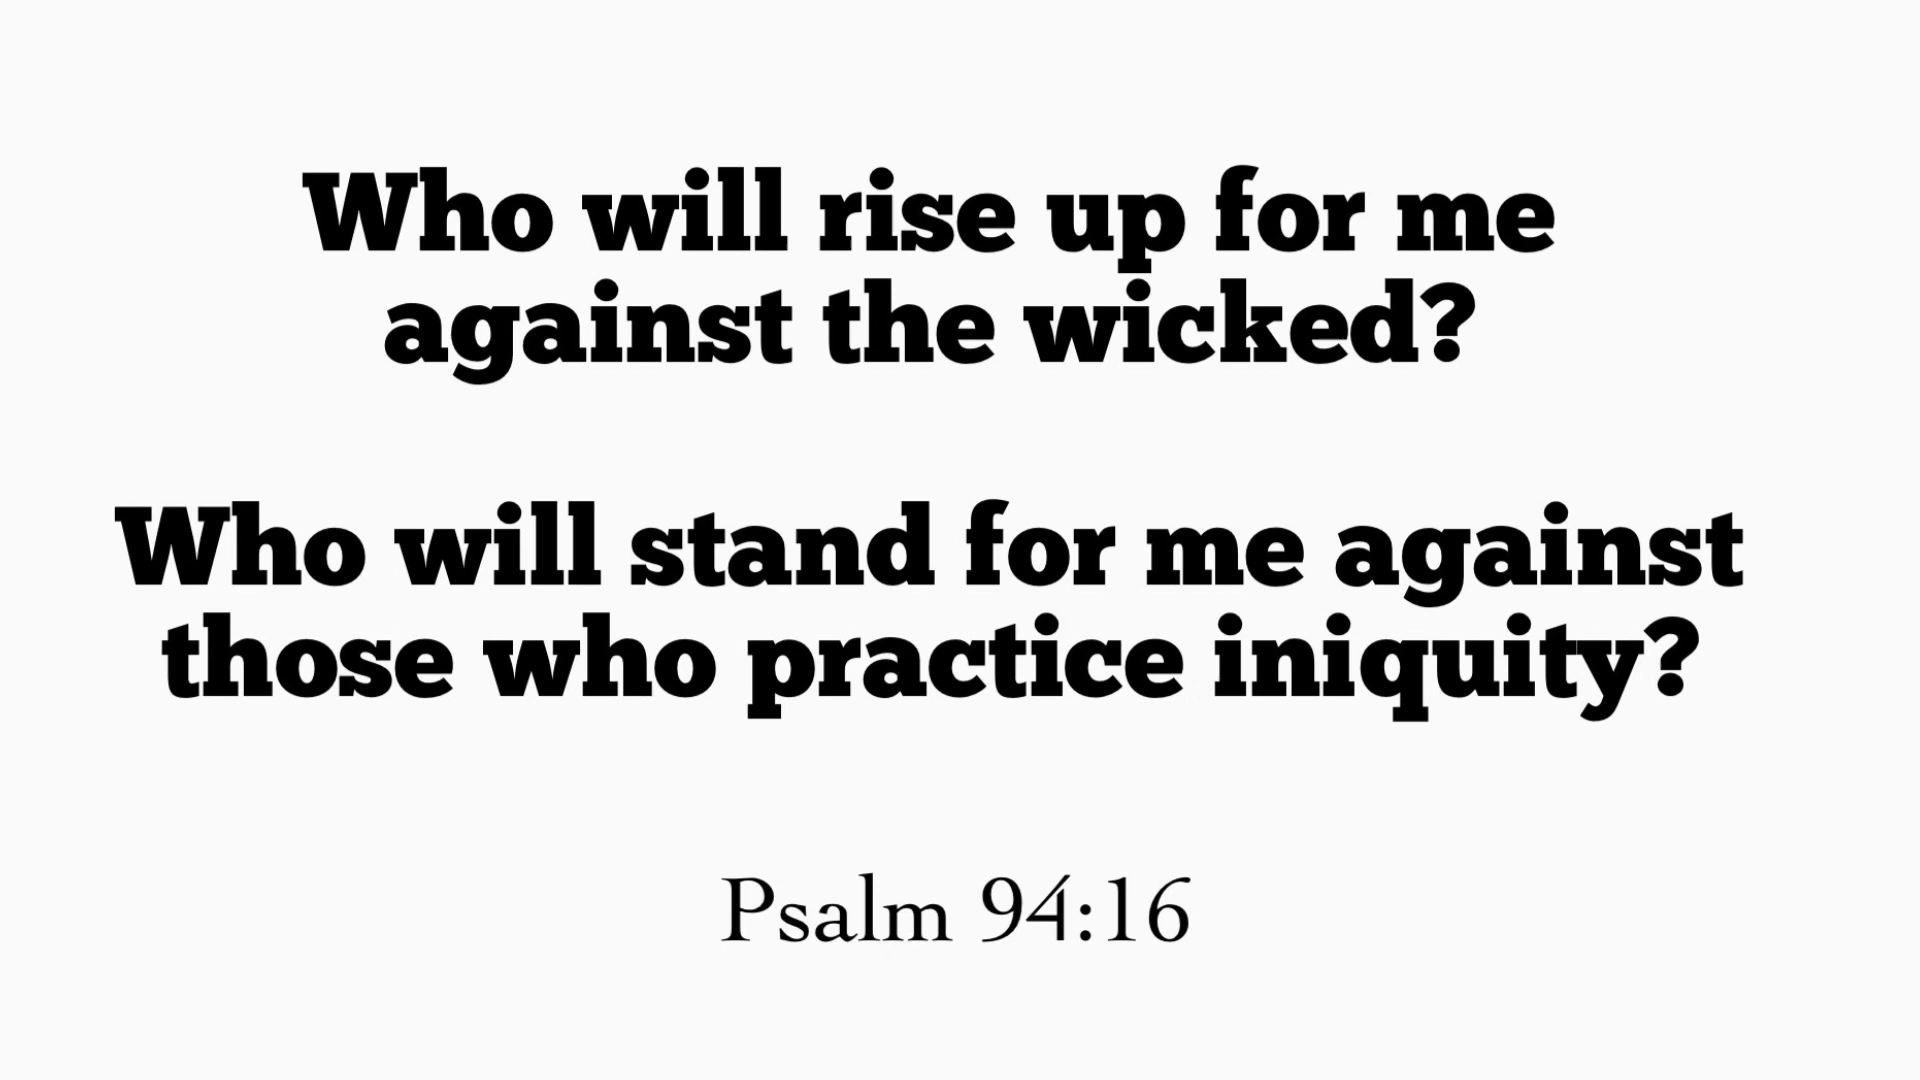 Who will rise up for me
against the wicked?
Who will stand for me against
those who practice iniquity?
Psalm 94:16